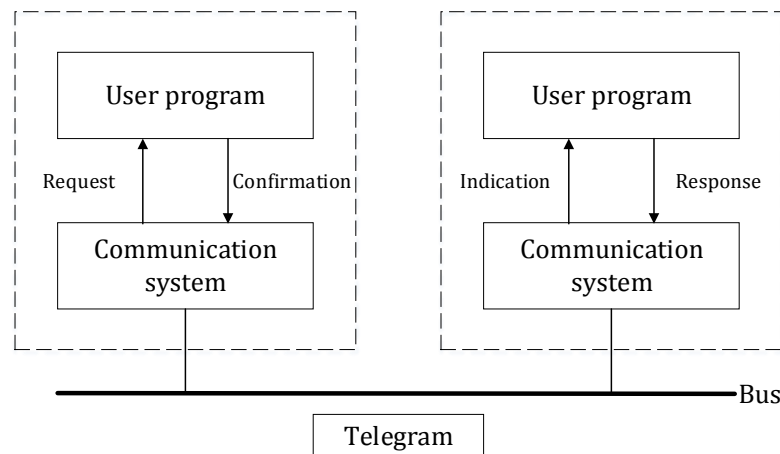 User program
User program
Request
Confirmation
Indication
Response
Communication
system
Communication
system
Bus
Telegram